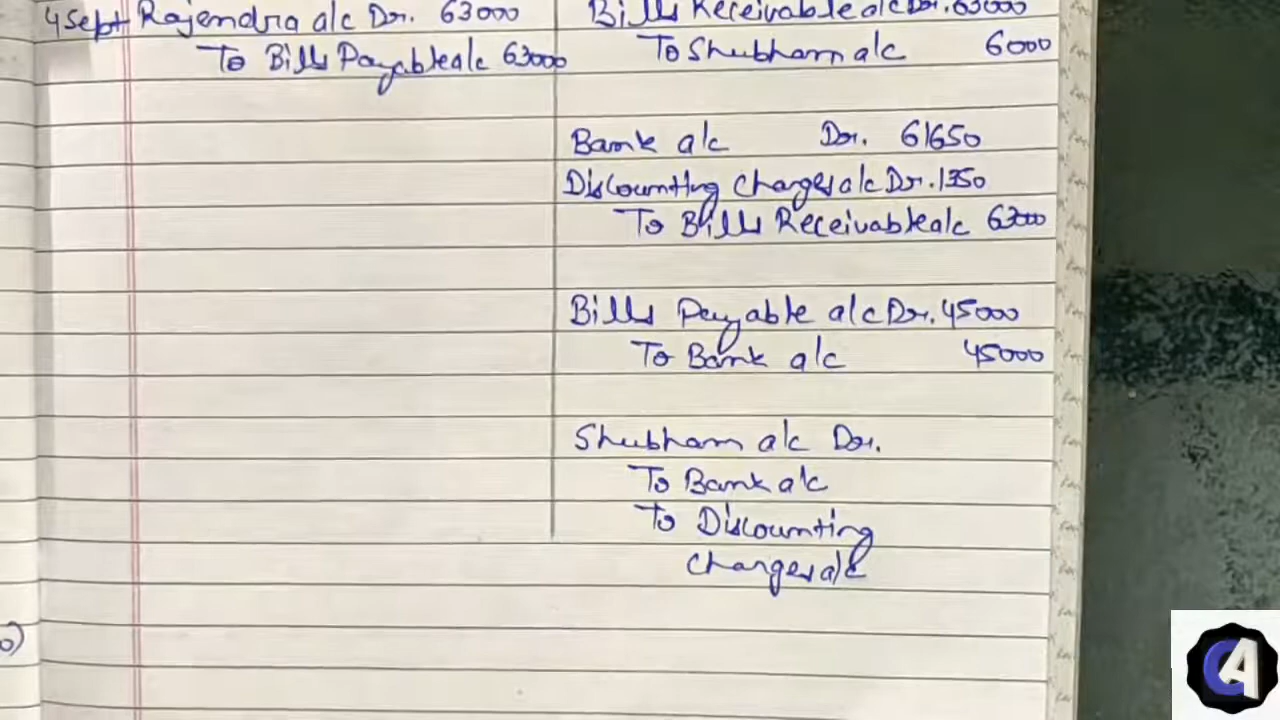 4 Sept Rajendra a/c Dr. 63000
To Bills Payable a/c 63000
Bills Receivable a/c Dr. 63000
To Shubham a/c 6000
Bank a/c Dr. 61650
Discounting Charges a/c Dr. 1350
To Bills Receivable a/c 63000
Bills Payable a/c Dr. 45000
To Bank a/c 45000
Shubham a/c Dr.
To Bank a/c
To Discounting
Charges a/c
CA